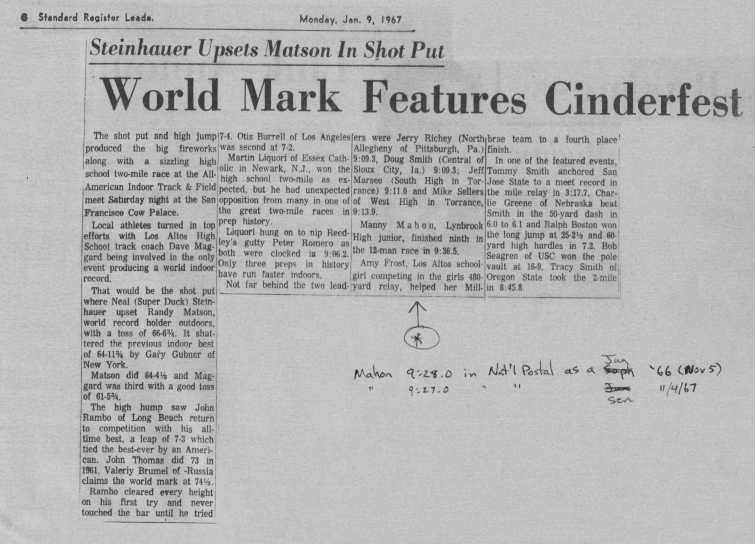 6 Standard Register Leade. Monday, Jan. 9, 1967
Steinhauer Upsets Matson In Shot Put
World Mark Features Cinderfest
The shot put and high jump
produced the big fireworks
along with a sizzling high
school two-mile race at the All-
American Indoor Track & Field
meet Saturday night at the San
Francisco Cow Palace.
Local athletes turned in top
efforts with Los Altos High
School track coach Dave Mag-
gard being involved in the only
event producing a world indoor
record.
That would be the shot put
where Neal (Super Duck) Stein-
hauer upset Randy Matson,
world record holder outdoors,
with a toss of 66-6¾. It shat-
tered the previous indoor best
of 64-11¾ by Gary Gubner of
New York.
Matson did 64-4½ and Mag-
gard was third with a good toss
of 61-5¾.
The high hump saw John
Rambo of Long Beach return
to competition with his all-
time best, a leap of 7-3 which
tied the best-ever by an Ameri-
can. John Thomas did 73 in
1961. Valeriy Brumel of -Russia
claims the world mark at 74½.
Rambo cleared every height
on his first try and never
touched the bar until he tried
7-4. Otis Burrell of Los Angeles
was second at 7-2.
Martin Liquori of Essex Cath-
olic in Newark, N.J., won the
high school two-mile as ex-
pected, but he had unexpected
opposition from many in one of
the great two-mile races in
prep history.
Liquori hung on to nip Reed-
ley's gutty Peter Romero as
both were clocked in 9:06.2.
Only three preps in history
have run faster indoors.
Not far behind the two lead-
ers were Jerry Richey (North
Allegheny of Pittsburgh, Pa.)
9:09.3, Doug Smith (Central of
Sioux City, Ia.) 9:09.3; Jeff
Marsee (South High in Tor-
rance) 9:11.0 and Mike Sellers
of West High in Torrance,
9:13.9.
Manny Mahon, Lynbrook
High junior, finished ninth in
the 12-man race in 9:36.5.
Amy Frost, Los Altos school-
girl competing in the girls 480-
yard relay, helped her Mill-
brae team to a fourth place
finish.
In one of the featured events,
Tommy Smith anchored San
Jose State to a meet record in
the mile relay in 3:17.7, Char-
lie Greene of Nebraska beat
Smith in the 50-yard dash in
6.0 to 6.1 and Ralph Boston won
the long jump at 25-2½ and 60-
yard high hurdles in 7.2. Bob
Seagren of USC won the pole
vault at 16-9. Tracy Smith of
Oregon State took the 2-mile
in 8:45.8.
*
Jun
Mahon 9:28.0 in Nat'l Postal as a soph '66 (Nov 5)
" 9:27.0 " " 11/4/67
sen